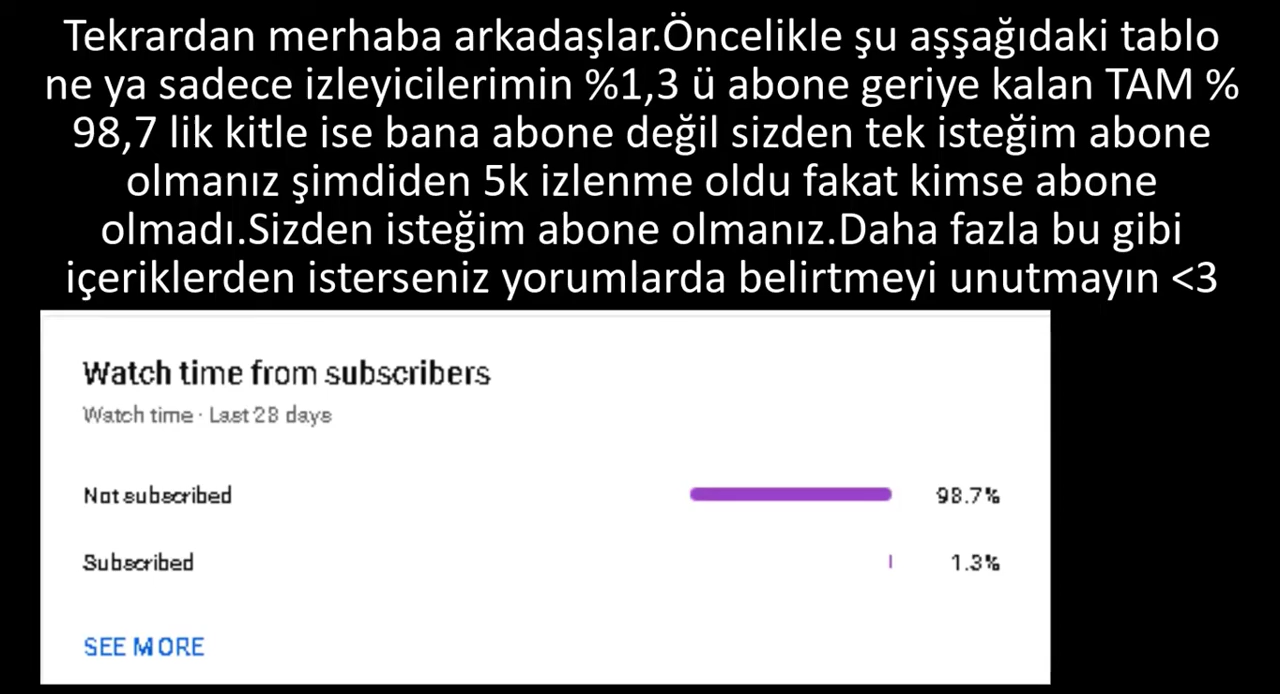 Tekrardan merhaba arkadaşlar.Öncelikle şu aşşağıdaki tablo
ne ya sadece izleyicilerimin %1,3 ü abone geriye kalan TAM %
98,7 lik kitle ise bana abone değil sizden tek isteğim abone
olmanız şimdiden 5k izlenme oldu fakat kimse abone
olmadı.Sizden isteğim abone olmanız.Daha fazla bu gibi
içeriklerden isterseniz yorumlarda belirtmeyi unutmayın <3
Watch time from subscribers
Watch time · Last 28 days
Not subscribed 98.7%
Subscribed 1.3%
SEE MORE